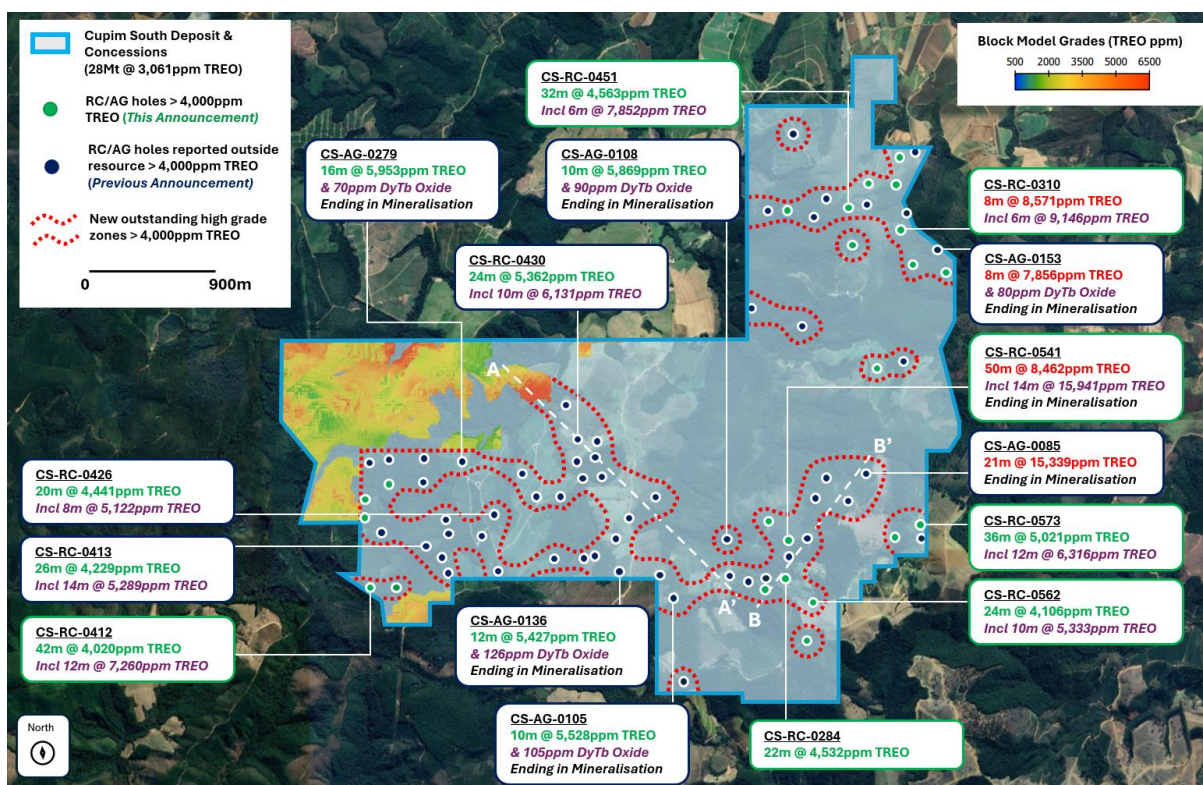 Cupim South Deposit &
Concessions
(28Mt @ 3,061ppm TREO)
RC/AG holes > 4,000ppm
TREO (This Announcement)
RC/AG holes reported outside
resource > 4,000ppm TREO
(Previous Announcement)
New outstanding high grade
zones > 4,000ppm TREO
0 900m
Block Model Grades (TREO ppm)
500 2000 5000 6500
CS-RC-0451
32m @ 4,563ppm TREO
Incl 6m @ 7,852ppm TREO
CS-AG-0279
16m @ 5,953ppm TREO
& 70ppm DyTb Oxide
Ending in Mineralisation
CS-AG-0108
10m @ 5,869ppm TREO
& 90ppm DyTb Oxide
Ending in Mineralisation
CS-RC-0310
8m @ 8,571ppm TREO
Incl 6m @ 9,146ppm TREO
CS-RC-0430
24m @ 5,362ppm TREO
Incl 10m @ 6,131ppm TREO
CS-AG-0153
8m @ 7,856ppm TREO
& 80ppm DyTb Oxide
Ending in Mineralisation
CS-RC-0541
50m @ 8,462ppm TREO
Incl 14m @ 15,941ppm TREO
Ending in Mineralisation
A
B'
CS-AG-0085
21m @ 15,339ppm TREO
Ending in Mineralisation
CS-RC-0426
20m @ 4,441ppm TREO
Incl 8m @ 5,122ppm TREO
CS-RC-0573
36m @ 5,021ppm TREO
Incl 12m @ 6,316ppm TREO
CS-RC-0413
26m @ 4,229ppm TREO
Incl 14m @ 5,289ppm TREO
CS-RC-0562
24m @ 4,106ppm TREO
Incl 10m @ 5,333ppm TREO
A'
B
CS-RC-0412
42m @ 4,020ppm TREO
Incl 12m @ 7,260ppm TREO
CS-AG-0136
12m @ 5,427ppm TREO
& 126ppm DyTb Oxide
Ending in Mineralisation
CS-AG-0105
10m @ 5,528ppm TREO
& 105ppm DyTb Oxide
Ending in Mineralisation
CS-RC-0284
22m @ 4,532ppm TREO
North